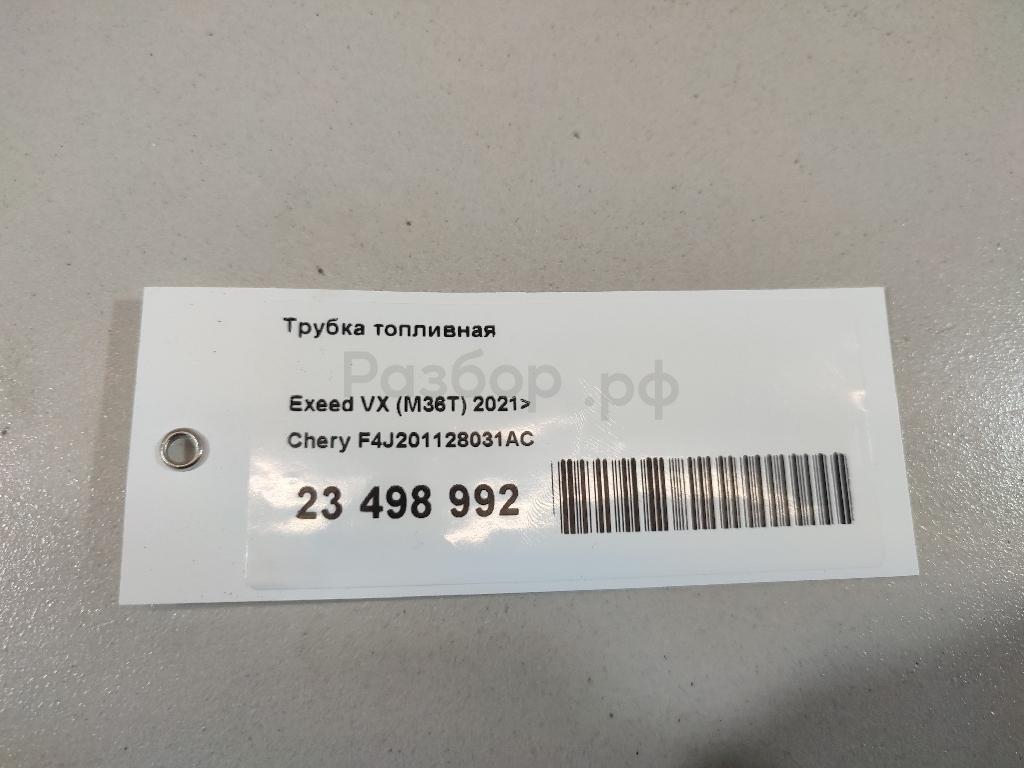 Трубка топливная
Разбор.рф
Exeed VX (M36T) 2021>
Chery F4J201128031AC
23 498 992